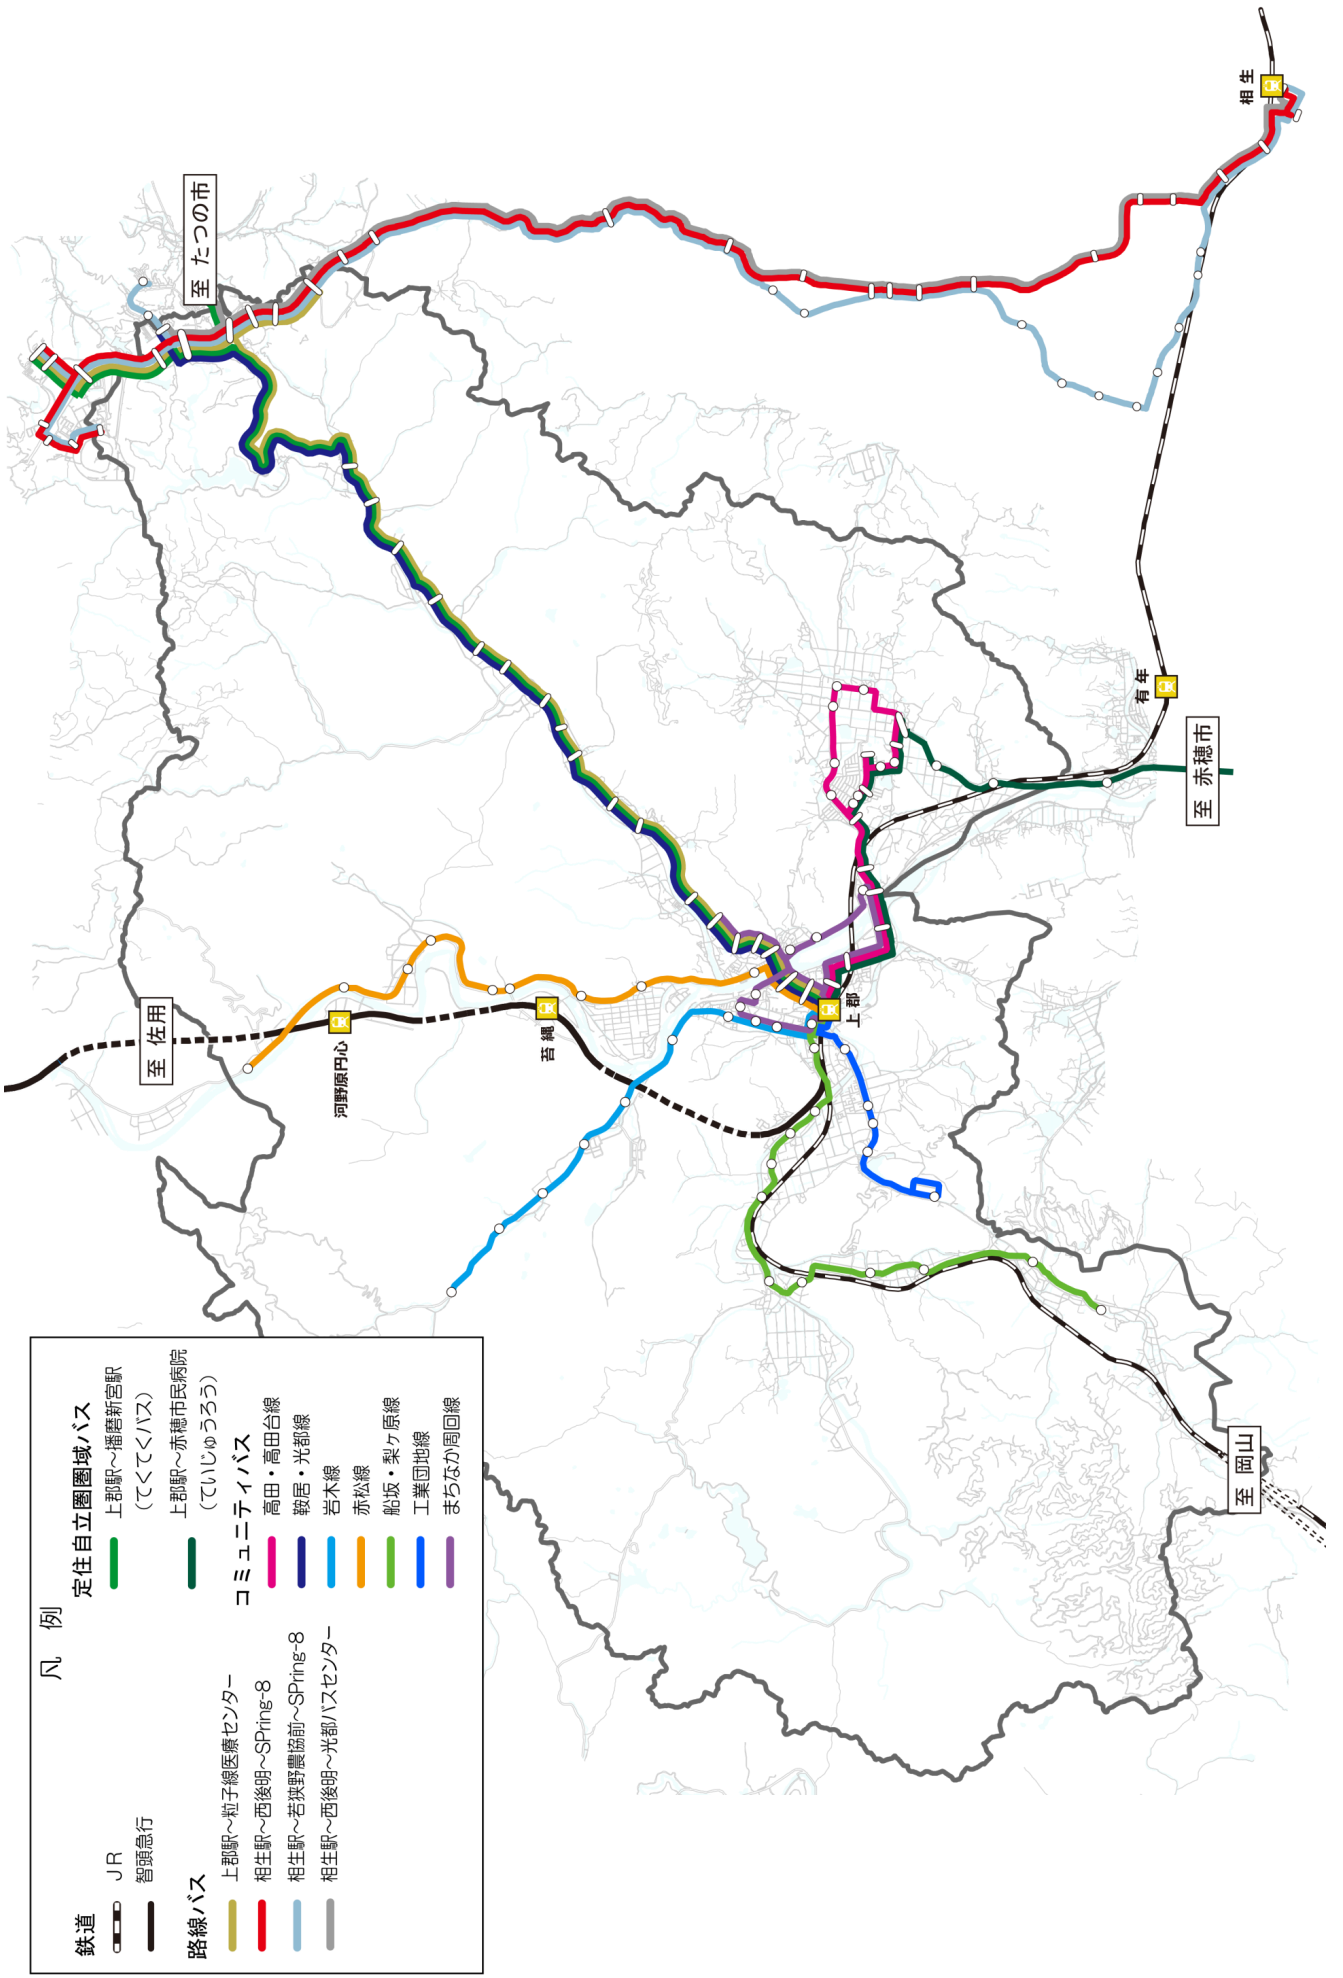 凡 例
鉄道
ＪＲ
智頭急行
路線バス
上郡駅～粒子線医療センター
相生駅～西後明～SPring-8
相生駅～若狭野農協前～SPring-8
相生駅～西後明～光都バスセンター
定住自立圏圏域バス
上郡駅～播磨新宮駅
（てくてくバス）
上郡駅～赤穂市民病院
（ていじゅうろう）
コミュニティバス
高田・高田台線
鞍居・光都線
岩木線
赤松線
船坂・梨ヶ原線
工業団地線
まちなか周回線
至 佐用
河野原円心
苔縄
上郡
至 たつの市
相生
有年
至 赤穂市
至 岡山